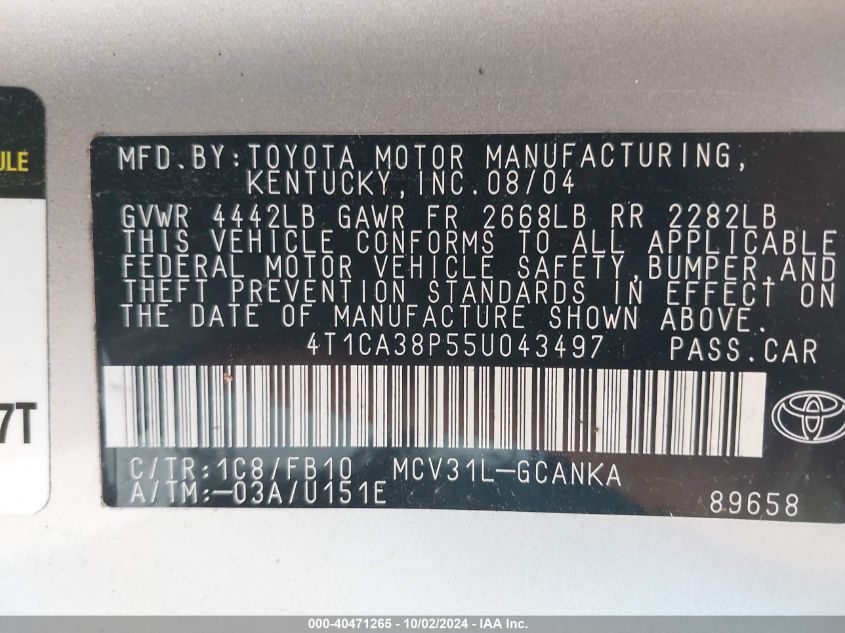 ULE
7T
MFD.BY:TOYOTA MOTOR MANUFACTURING,
KENTUCKY,INC.08/04
GVWR 4442LB GAWR FR 2668LB RR 2282LB
THIS VEHICLE CONFORMS TO ALL APPLICABLE
FEDERAL MOTOR VEHICLE SAFETY,BUMPER,AND
THEFT PREVENTION STANDARDS IN EFFECT ON
THE DATE OF MANUFACTURE SHOWN ABOVE.
4T1CA38P55U043497 PASS.CAR
C/TR:1C8/FB10 MCV31L-GCANKA
A/TM:-03A/U151E 89658
000-40471265 - 10/02/2024 - IAA Inc.